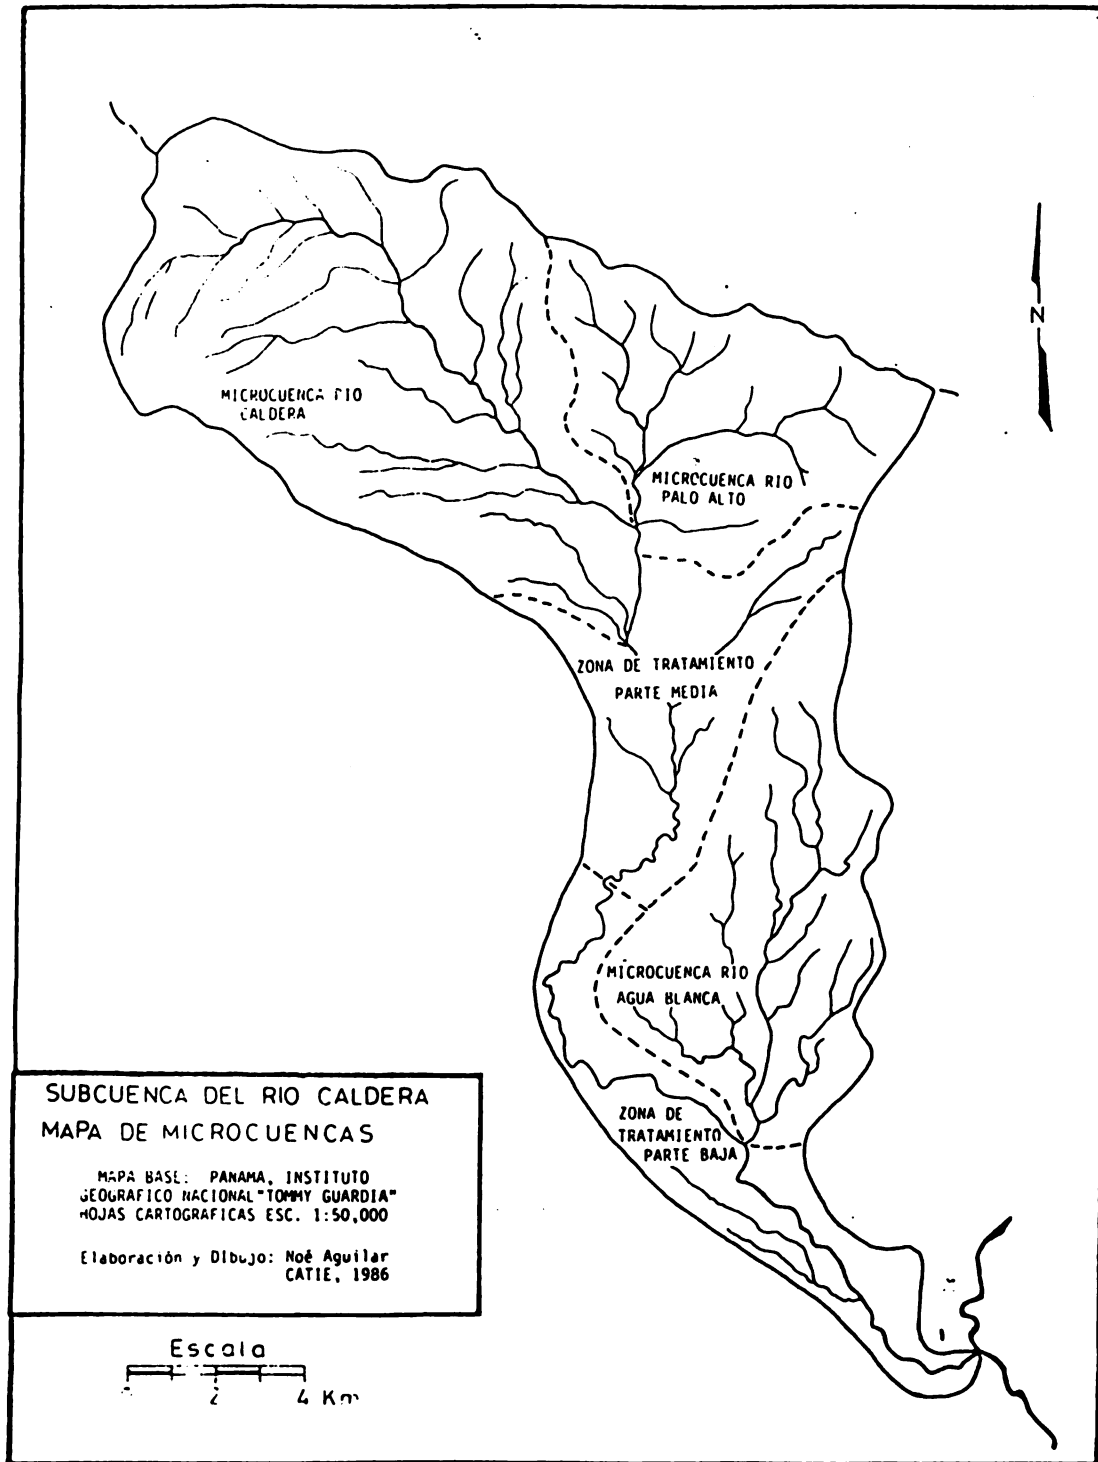 N
MICROCUENCA RIO
CALDERA
MICROCUENCA RIO
PALO ALTO
ZONA DE TRATAMIENTO
PARTE MEDIA
MICROCUENCA RIO
AGUA BLANCA
ZONA DE
TRATAMIENTO
PARTE BAJA
SUBCUENCA DEL RIO CALDERA
MAPA DE MICROCUENCAS
MAPA BASE: PANAMA, INSTITUTO
GEOGRAFICO NACIONAL "TOMMY GUARDIA"
HOJAS CARTOGRAFICAS ESC. 1:50,000
Elaboración y Dibujo: Noé Aguilar
CATIE, 1986
Escala
2 4 Km